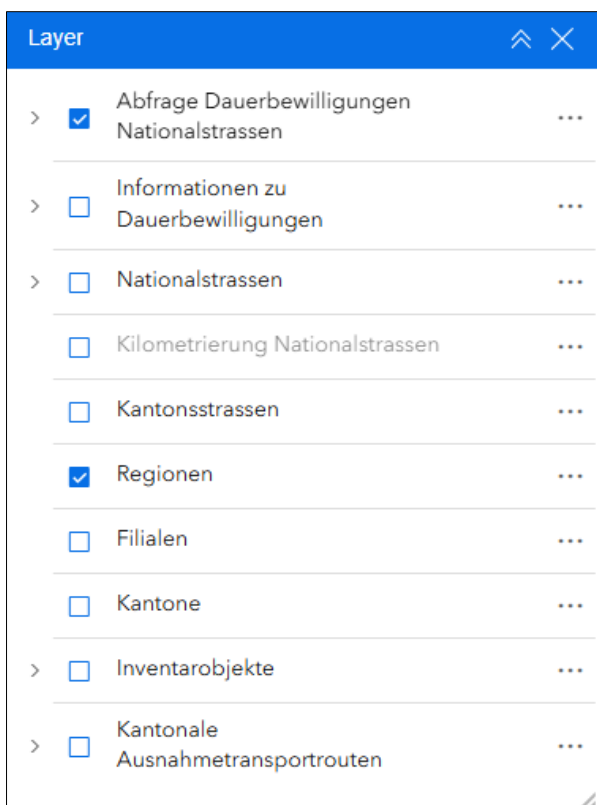 Layer
Abfrage Dauerbewilligungen
Nationalstrassen
Informationen zu
Dauerbewilligungen
Nationalstrassen
Kilometrierung Nationalstrassen
Kantonsstrassen
Regionen
Filialen
Kantone
Inventarobjekte
Kantonale
Ausnahmetransportrouten